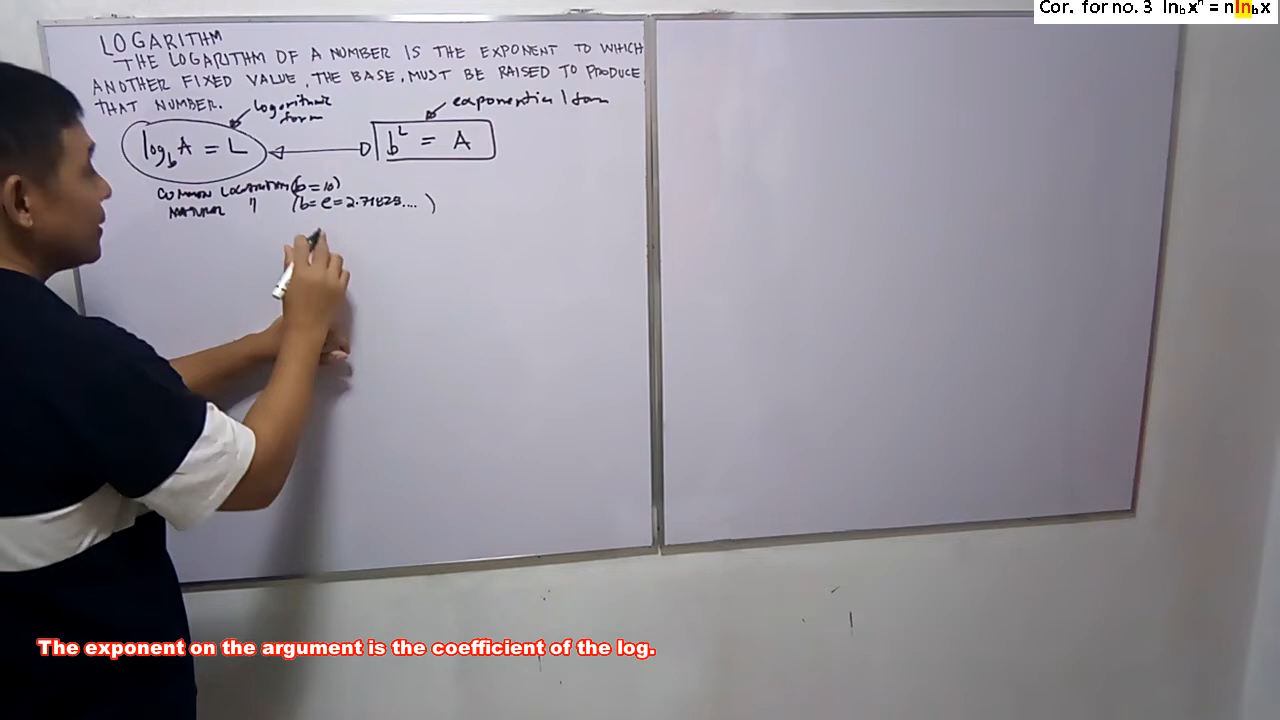 Cor. for no. 3 ln_b x^n = n ln_b x
LOGARITHM
THE LOGARITHM OF A NUMBER IS THE EXPONENT TO WHICH
ANOTHER FIXED VALUE, THE BASE, MUST BE RAISED TO PRODUCE
THAT NUMBER.
logarithmic form
exponential form
log_b A = L
b^L = A
COMMON LOGARITHM (b = 10)
NATURAL " (b = e = 2.71828....)
The exponent on the argument is the coefficient of the log.